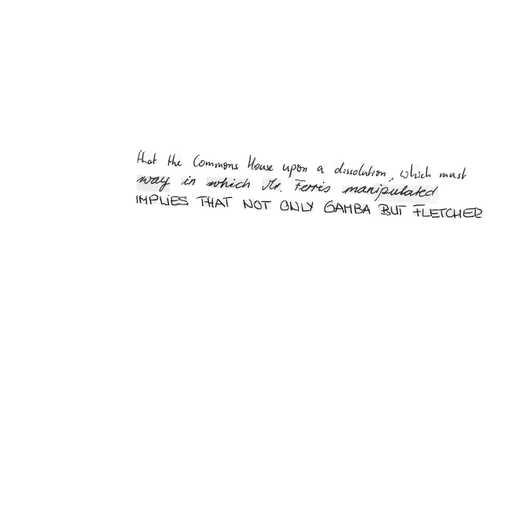 that the Commons House upon a dissolution, which must
way in which Mr. Ferris manipulated
IMPLIES THAT NOT ONLY GAMBA BUT FLETCHER